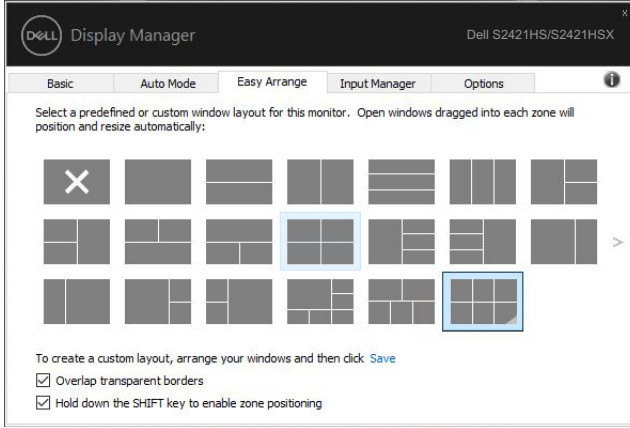 x
DELL Display Manager Dell S2421HS/S2421HSX
Basic Auto Mode Easy Arrange Input Manager Options
Select a predefined or custom window layout for this monitor. Open windows dragged into each zone will
position and resize automatically:
To create a custom layout, arrange your windows and then click Save
Overlap transparent borders
Hold down the SHIFT key to enable zone positioning